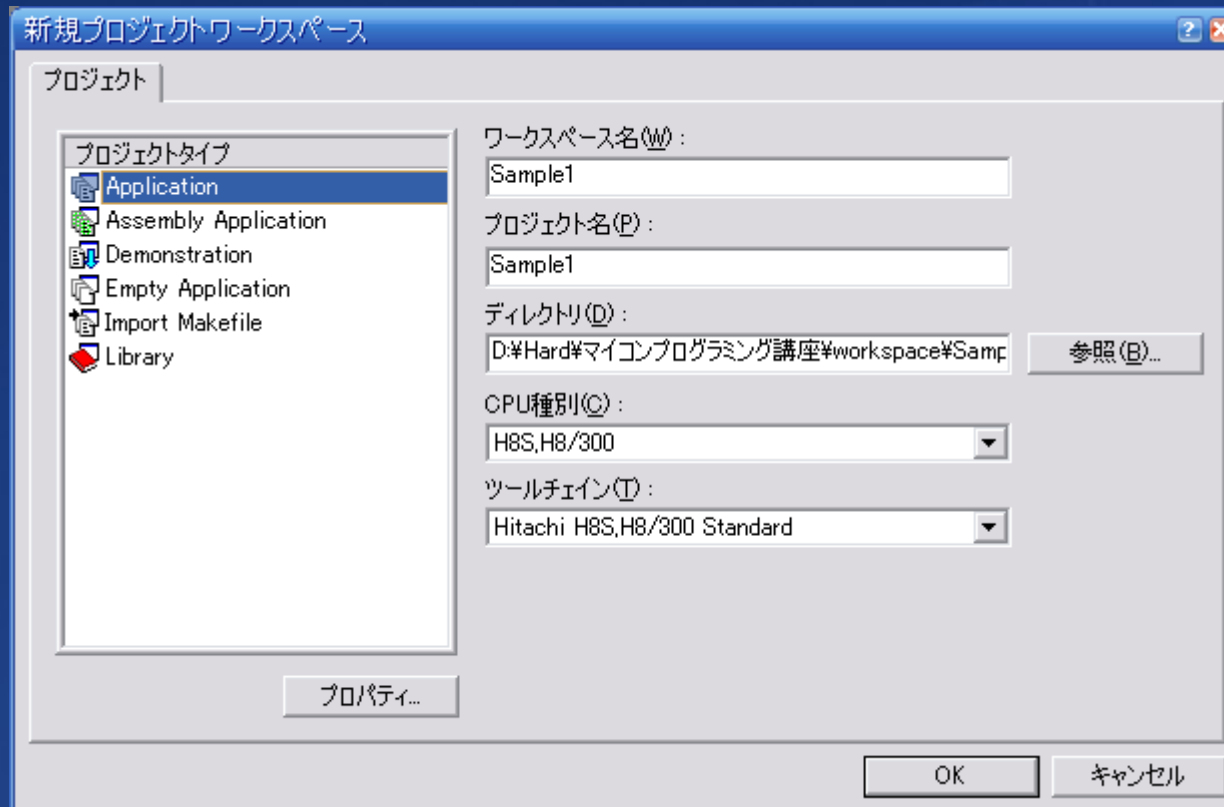 新規プロジェクトワークスペース
プロジェクト
プロジェクトタイプ
Application
Assembly Application
Demonstration
Empty Application
Import Makefile
Library
プロパティ...
ワークスペース名(W)：
Sample1
プロジェクト名(P)：
Sample1
ディレクトリ(D)：
D:¥Hard¥マイコンプログラミング講座¥workspace¥Samp
参照(B)...
CPU種別(C)：
H8S,H8/300
ツールチェイン(T)：
Hitachi H8S,H8/300 Standard
OK
キャンセル